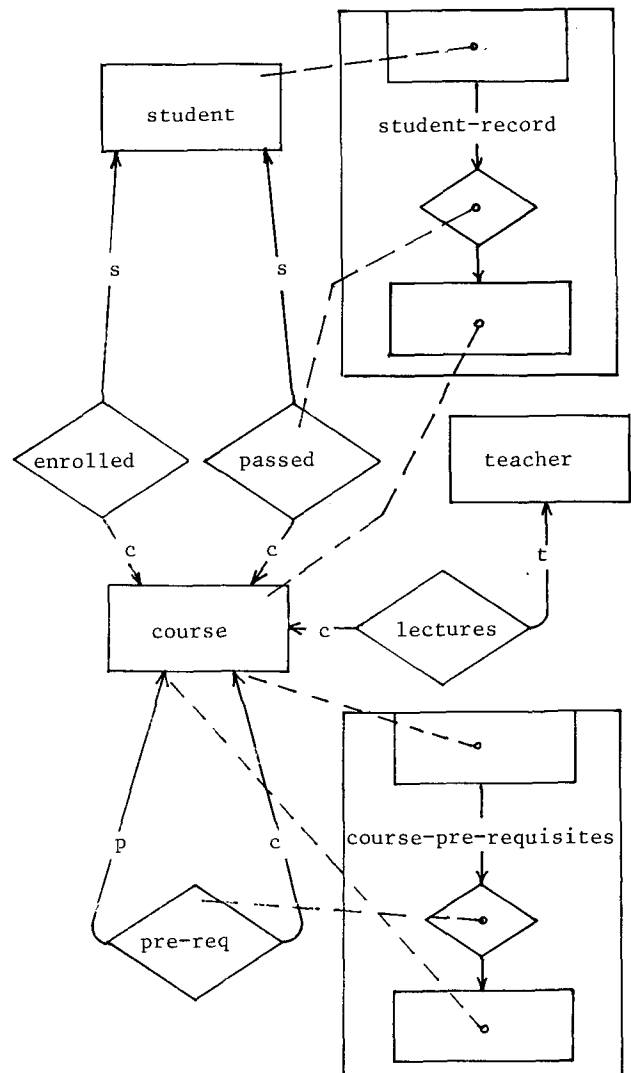 student
student-record
s
s
enrolled
passed
teacher
c
c
t
course
c
lectures
p
c
course-pre-requisites
pre-req